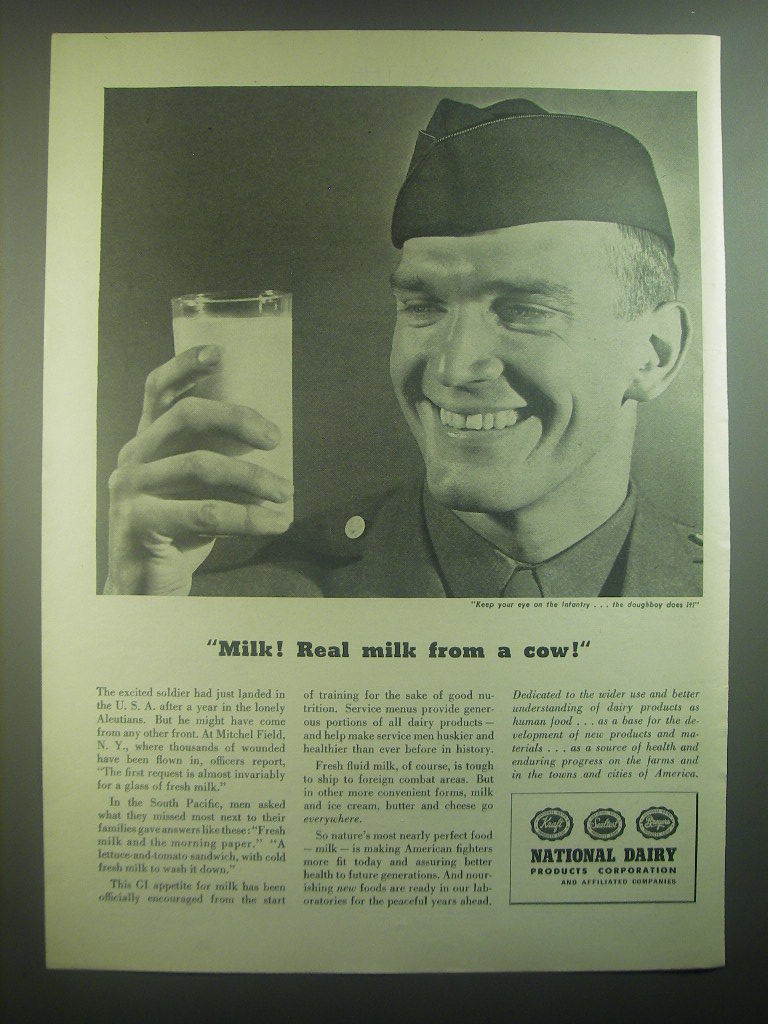 "Keep your eye on the Infantry . . . the doughboy does it!"
"Milk! Real milk from a cow!"
The excited soldier had just landed in
the U. S. A. after a year in the lonely
Aleutians. But he might have come
from any other front. At Mitchel Field,
N. Y., where thousands of wounded
have been flown in, officers report,
"The first request is almost invariably
for a glass of fresh milk."
In the South Pacific, men asked
what they missed most next to their
families gave answers like these: "Fresh
milk and the morning paper." "A
lettuce-and-tomato sandwich, with cold
fresh milk to wash it down."
This GI appetite for milk has been
officially encouraged from the start
of training for the sake of good nu-
trition. Service menus provide gener-
ous portions of all dairy products —
and help make service men huskier and
healthier than ever before in history.
Fresh fluid milk, of course, is tough
to ship to foreign combat areas. But
in other more convenient forms, milk
and ice cream, butter and cheese go
everywhere.
So nature's most nearly perfect food
— milk — is making American fighters
more fit today and assuring better
health to future generations. And nour-
ishing new foods are ready in our lab-
oratories for the peaceful years ahead.
Dedicated to the wider use and better
understanding of dairy products as
human food . . . as a base for the de-
velopment of new products and ma-
terials . . . as a source of health and
enduring progress on the farms and
in the towns and cities of America.
Kraft
Sealtest
NATIONAL DAIRY
PRODUCTS CORPORATION
AND AFFILIATED COMPANIES